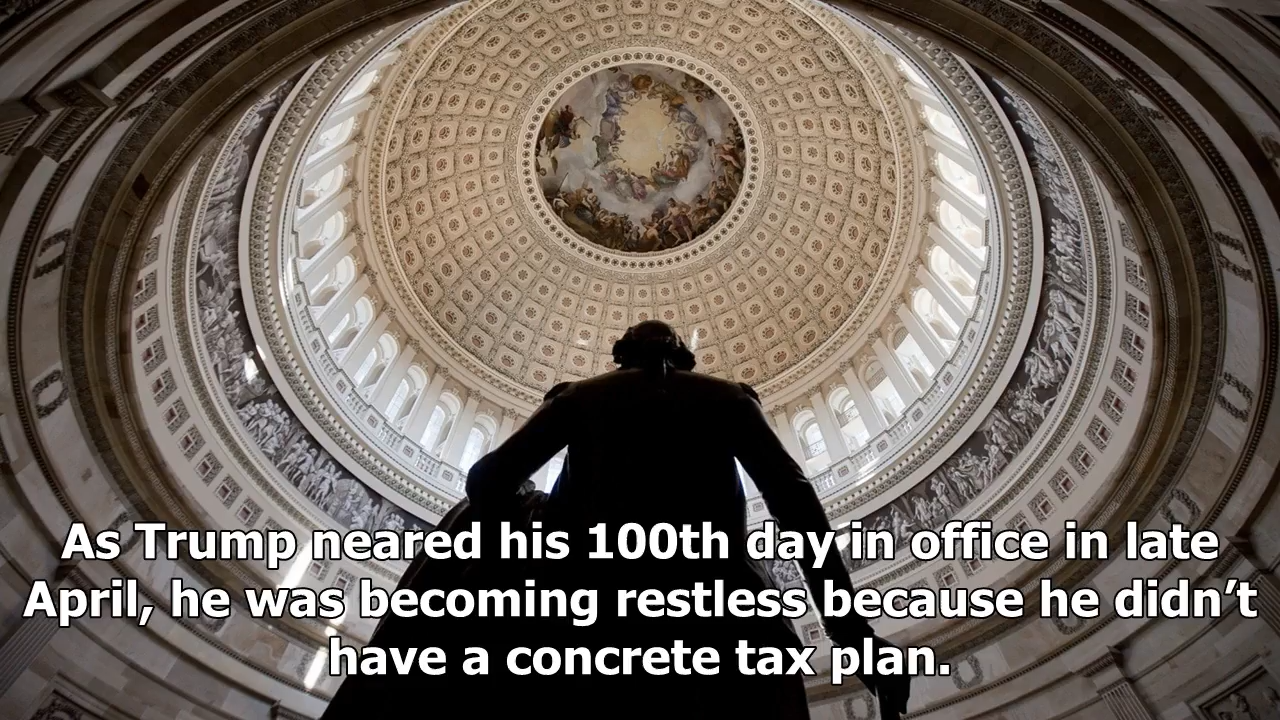 As Trump neared his 100th day in office in late
April, he was becoming restless because he didn’t
have a concrete tax plan.